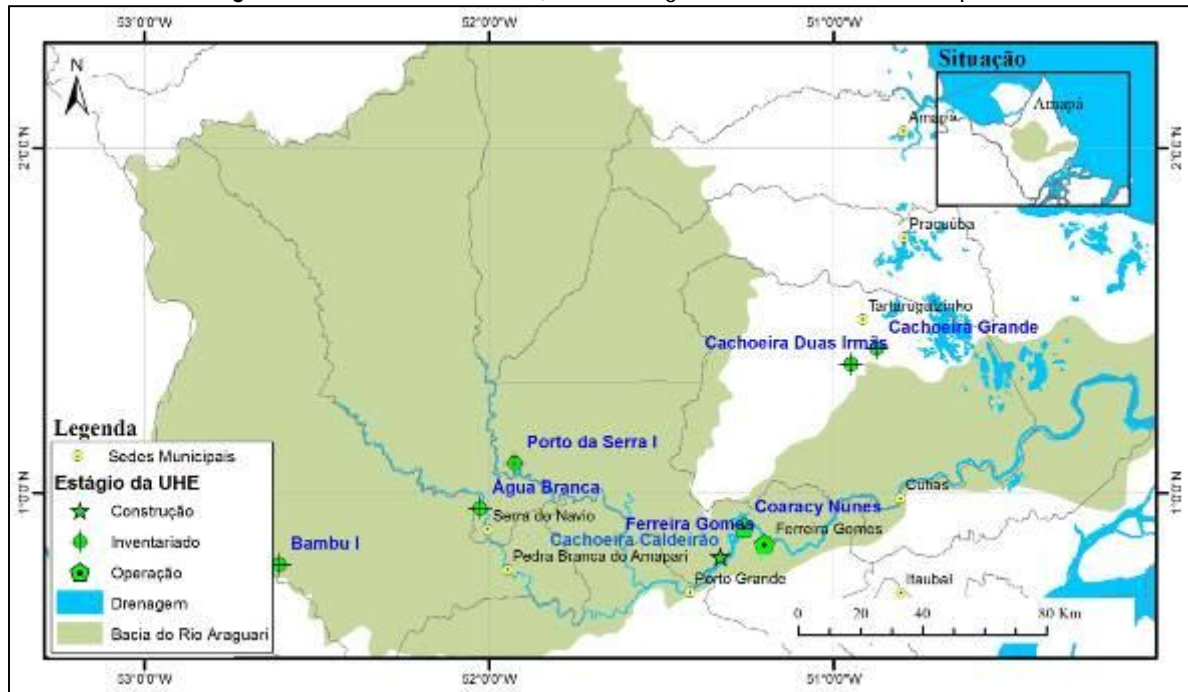 53°0'0"W 52°0'0"W 51°0'0"W
N
Situação
Amapá
Amapá
2°0'0"N 2°0'0"N
Pracuúba
Tartarugalzinho
Cachoeira Grande
Cachoeira Duas Irmãs
Legenda
Sedes Municipais
Estágio da UHE
Construção
Inventariado
Operação
Drenagem
Bacia do Rio Araguari
Porto da Serra I
Água Branca
Serra do Navio
1°0'0"N 1°0'0"N
Cutias
Coaracy Nunes
Ferreira Gomes
Ferreira Gomes
Cachoeira Caldeirão
Bambu I
Pedra Branca do Amapari
Porto Grande
Itaubal
0 20 40 80 Km
53°0'0"W 52°0'0"W 51°0'0"W